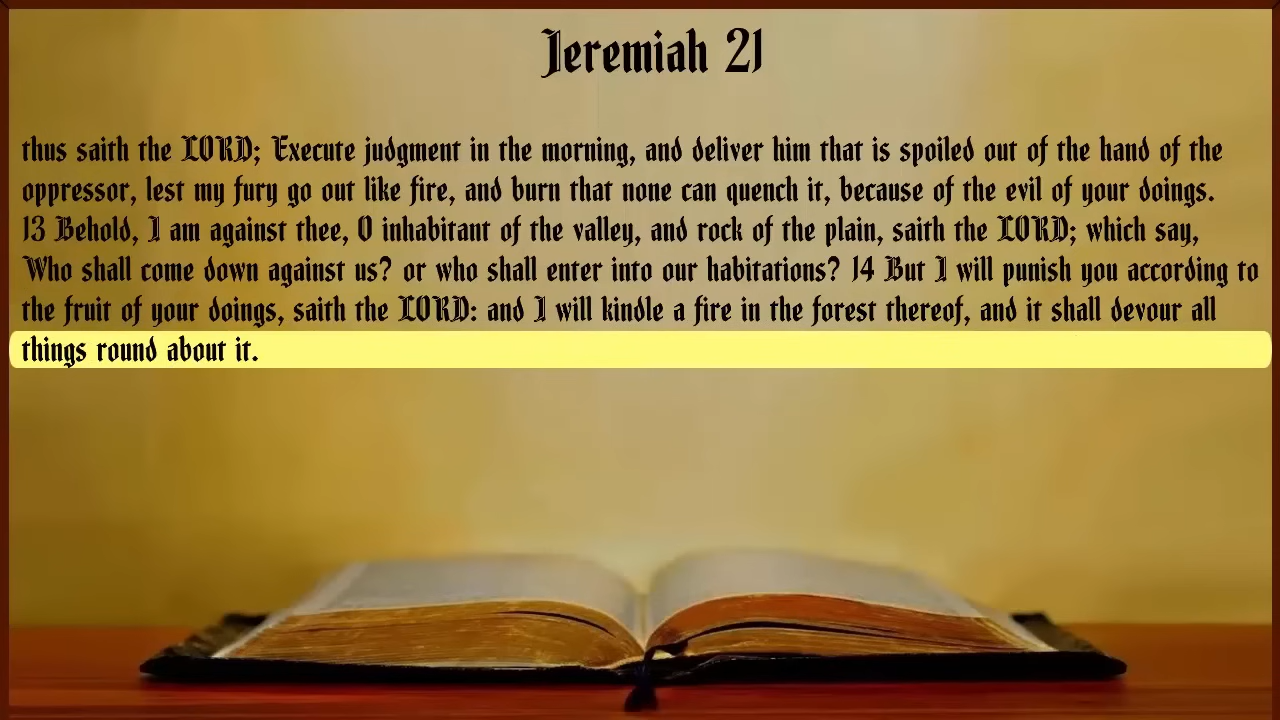 Jeremiah 21
thus saith the LORD; Execute judgment in the morning, and deliver him that is spoiled out of the hand of the
oppressor, lest my fury go out like fire, and burn that none can quench it, because of the evil of your doings.
13 Behold, I am against thee, O inhabitant of the valley, and rock of the plain, saith the LORD; which say,
Who shall come down against us? or who shall enter into our habitations? 14 But I will punish you according to
the fruit of your doings, saith the LORD: and I will kindle a fire in the forest thereof, and it shall devour all
things round about it.